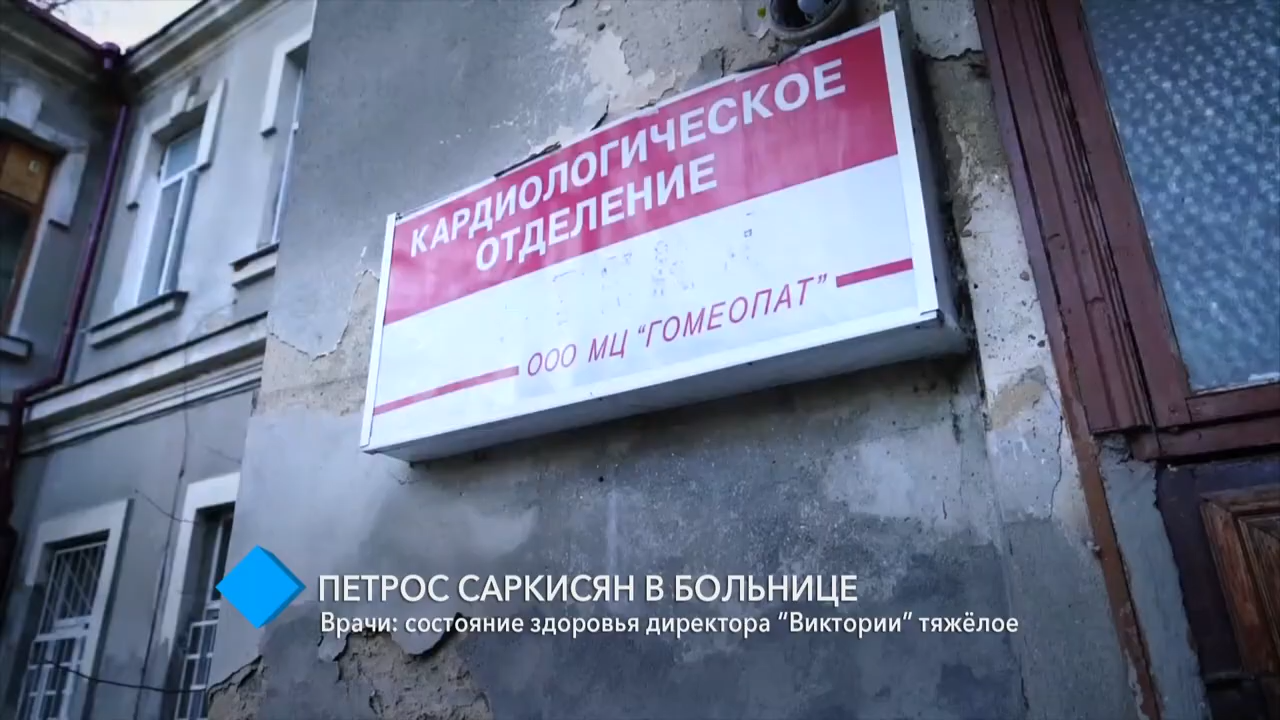 КАРДИОЛОГИЧЕСКОЕ
ОТДЕЛЕНИЕ
ООО МЦ "ГОМЕОПАТ"
ПЕТРОС САРКИСЯН В БОЛЬНИЦЕ
Врачи: состояние здоровья директора "Виктории" тяжёлое